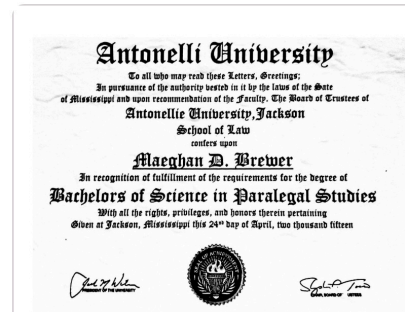 Antonelli University
To all who may read these Letters, Greetings;
In pursuance of the authority vested in it by the laws of the Sate
of Mississippi and upon recommendation of the Faculty. The Board of Trustees of
Antonellie University, Jackson
School of Law
confers upon
Maeghan D. Brewer
In recognition of fulfillment of the requirements for the degree of
Bachelors of Science in Paralegal Studies
With all the rights, privileges, and honors therein pertaining
Given at Jackson, Mississippi this 24th day of April, two thousand fifteen
PRESIDENT OF THE UNIVERSITY